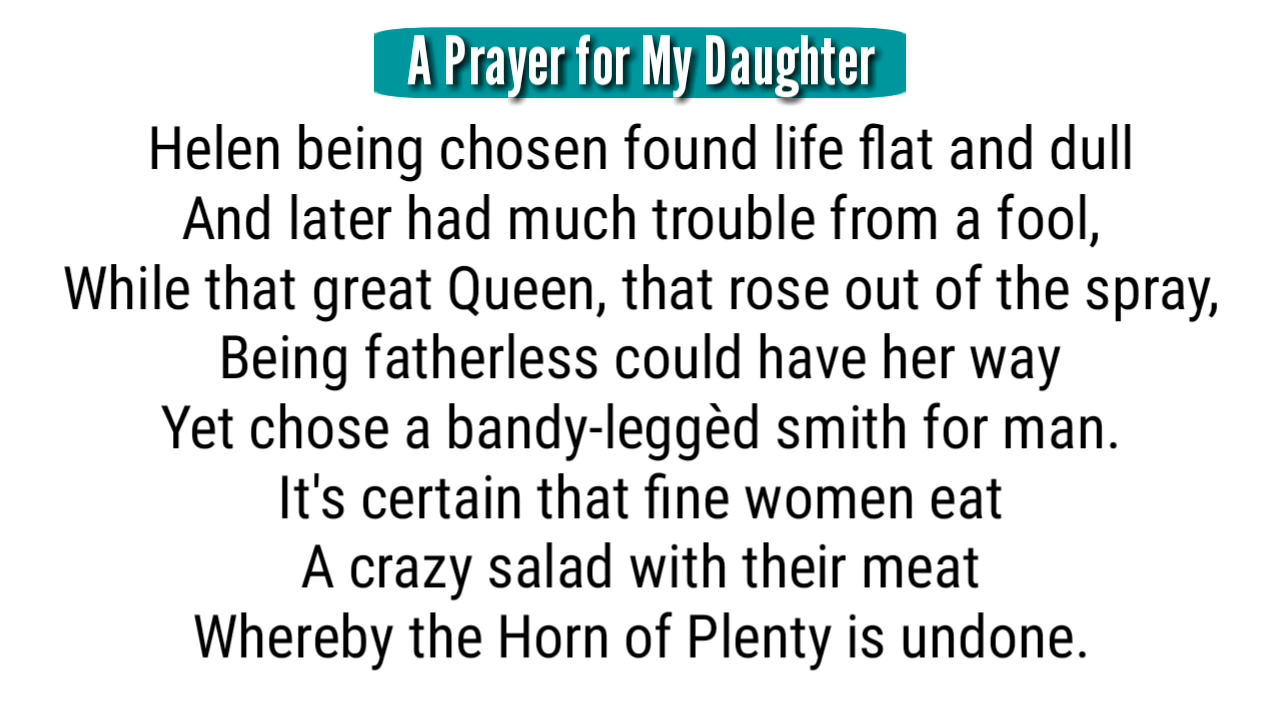 A Prayer for My Daughter
Helen being chosen found life flat and dull
And later had much trouble from a fool,
While that great Queen, that rose out of the spray,
Being fatherless could have her way
Yet chose a bandy-leggèd smith for man.
It's certain that fine women eat
A crazy salad with their meat
Whereby the Horn of Plenty is undone.